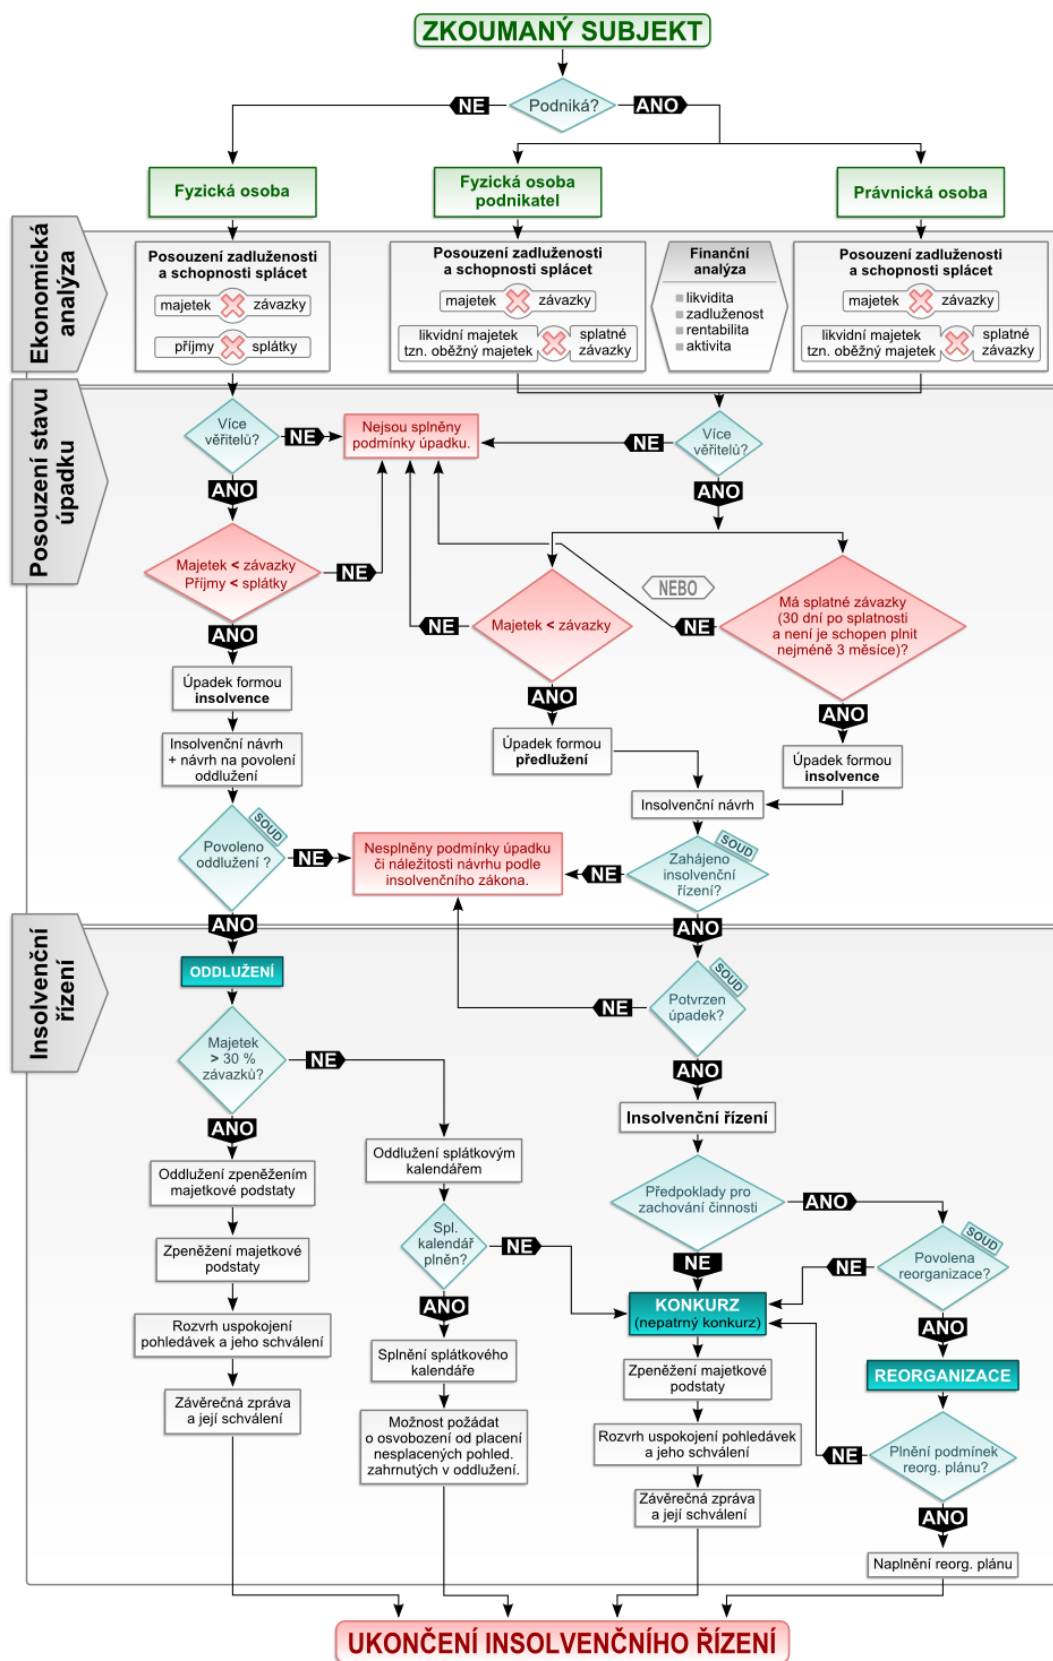 ZKOUMANÝ SUBJEKT
NE
Podniká?
ANO
Fyzická osoba
Fyzická osoba
podnikatel
Právnická osoba
Ekonomická
analýza
Posouzení zadluženosti
a schopnosti splácet
majetek
závazky
příjmy
splátky
Posouzení zadluženosti
a schopnosti splácet
majetek
závazky
likvidní majetek
tzn. oběžný majetek
splatné
závazky
Finanční
analýza
likvidita
zadluženost
rentabilita
aktivita
Posouzení zadluženosti
a schopnosti splácet
majetek
závazky
likvidní majetek
tzn. oběžný majetek
splatné
závazky
Posouzení stavu
úpadku
Více
věřitelů?
NE
Nejsou splněny
podmínky úpadku.
NE
Více
věřitelů?
ANO
ANO
Majetek < závazky
Příjmy < splátky
NE
NEBO
Majetek < závazky
NE
Má splatné závazky
(30 dní po splatnosti
a není je schopen plnit
nejméně 3 měsíce)?
NE
ANO
ANO
ANO
Úpadek formou
insolvence
Insolvenční návrh
+ návrh na povolení
oddlužení
Úpadek formou
předlužení
Úpadek formou
insolvence
Insolvenční návrh
SOUD
Povoleno
oddlužení ?
NE
Nesplněny podmínky úpadku
či náležitosti návrhu podle
insolvenčního zákona.
NE
SOUD
Zahájeno
insolvenční
řízení?
ANO
ANO
Insolvenční
řízení
ODDLUŽENÍ
SOUD
Potvrzen
úpadek?
NE
Majetek
> 30 %
závazků?
NE
ANO
ANO
Insolvenční řízení
Oddlužení zpeněžením
majetkové podstaty
Oddlužení splátkovým
kalendářem
Předpoklady pro
zachování činnosti
ANO
Zpeněžení majetkové
podstaty
Spl.
kalendář
plněn?
NE
NE
SOUD
Povolena
reorganizace?
NE
ANO
KONKURZ
(nepatrný konkurz)
ANO
Rozvrh uspokojení
pohledávek a jeho schválení
Splnění splátkového
kalendáře
Zpeněžení majetkové
podstaty
REORGANIZACE
Závěrečná zpráva
a její schválení
Možnost požádat
o osvobození od placení
nesplacených pohled.
zahrnutých v oddlužení.
Rozvrh uspokojení pohledávek
a jeho schválení
NE
Plnění podmínek
reorg. plánu?
Závěrečná zpráva
a její schválení
ANO
Naplnění reorg. plánu
UKONČENÍ INSOLVENČNÍHO ŘÍZENÍ